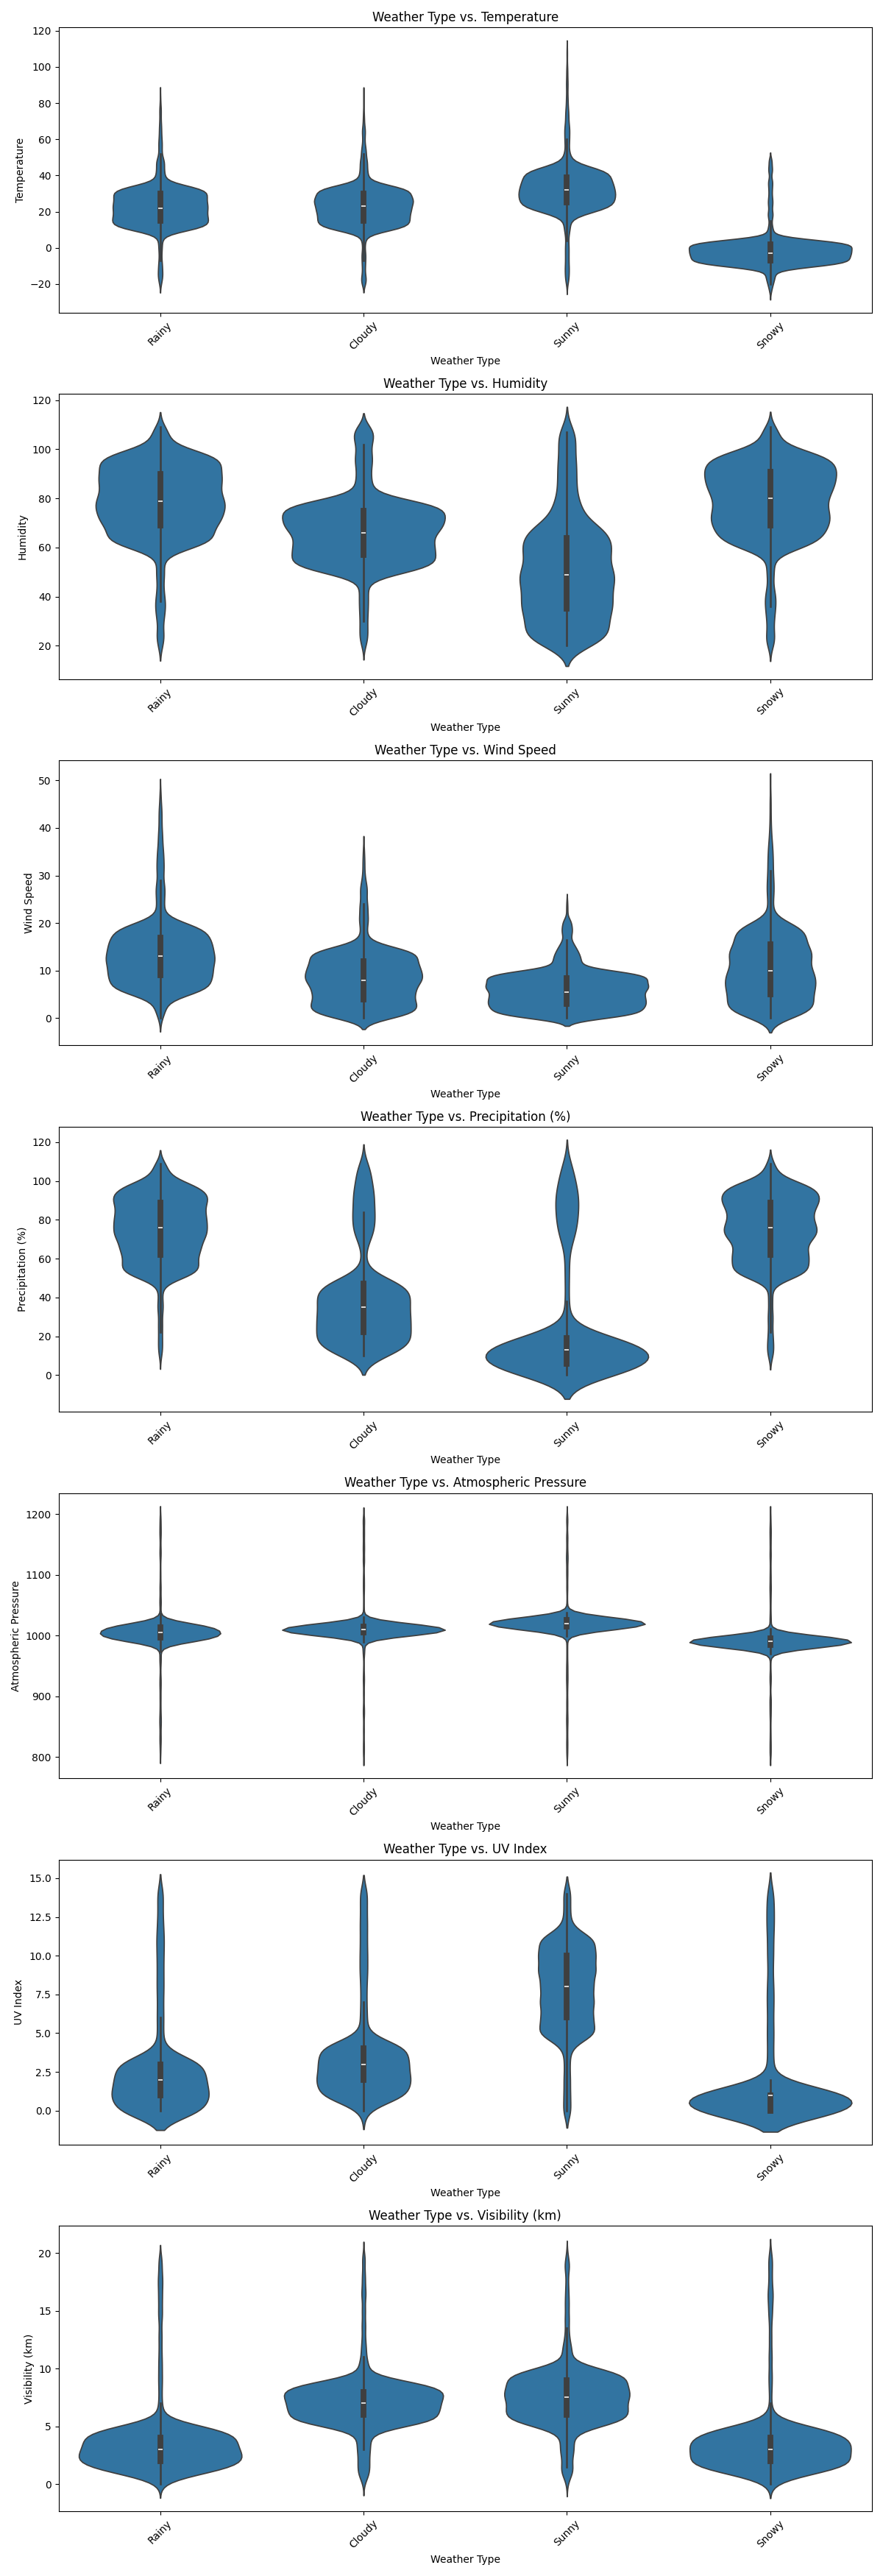 Weather Type vs. Temperature
120
100
80
60
40
20
0
−20
Temperature
Rainy
Cloudy
Sunny
Snowy
Weather Type
Weather Type vs. Humidity
120
100
80
60
40
20
Humidity
Rainy
Cloudy
Sunny
Snowy
Weather Type
Weather Type vs. Wind Speed
50
40
30
20
10
0
Wind Speed
Rainy
Cloudy
Sunny
Snowy
Weather Type
Weather Type vs. Precipitation (%)
120
100
80
60
40
20
0
Precipitation (%)
Rainy
Cloudy
Sunny
Snowy
Weather Type
Weather Type vs. Atmospheric Pressure
1200
1100
1000
900
800
Atmospheric Pressure
Rainy
Cloudy
Sunny
Snowy
Weather Type
Weather Type vs. UV Index
15.0
12.5
10.0
7.5
5.0
2.5
0.0
UV Index
Rainy
Cloudy
Sunny
Snowy
Weather Type
Weather Type vs. Visibility (km)
20
15
10
5
0
Visibility (km)
Rainy
Cloudy
Sunny
Snowy
Weather Type